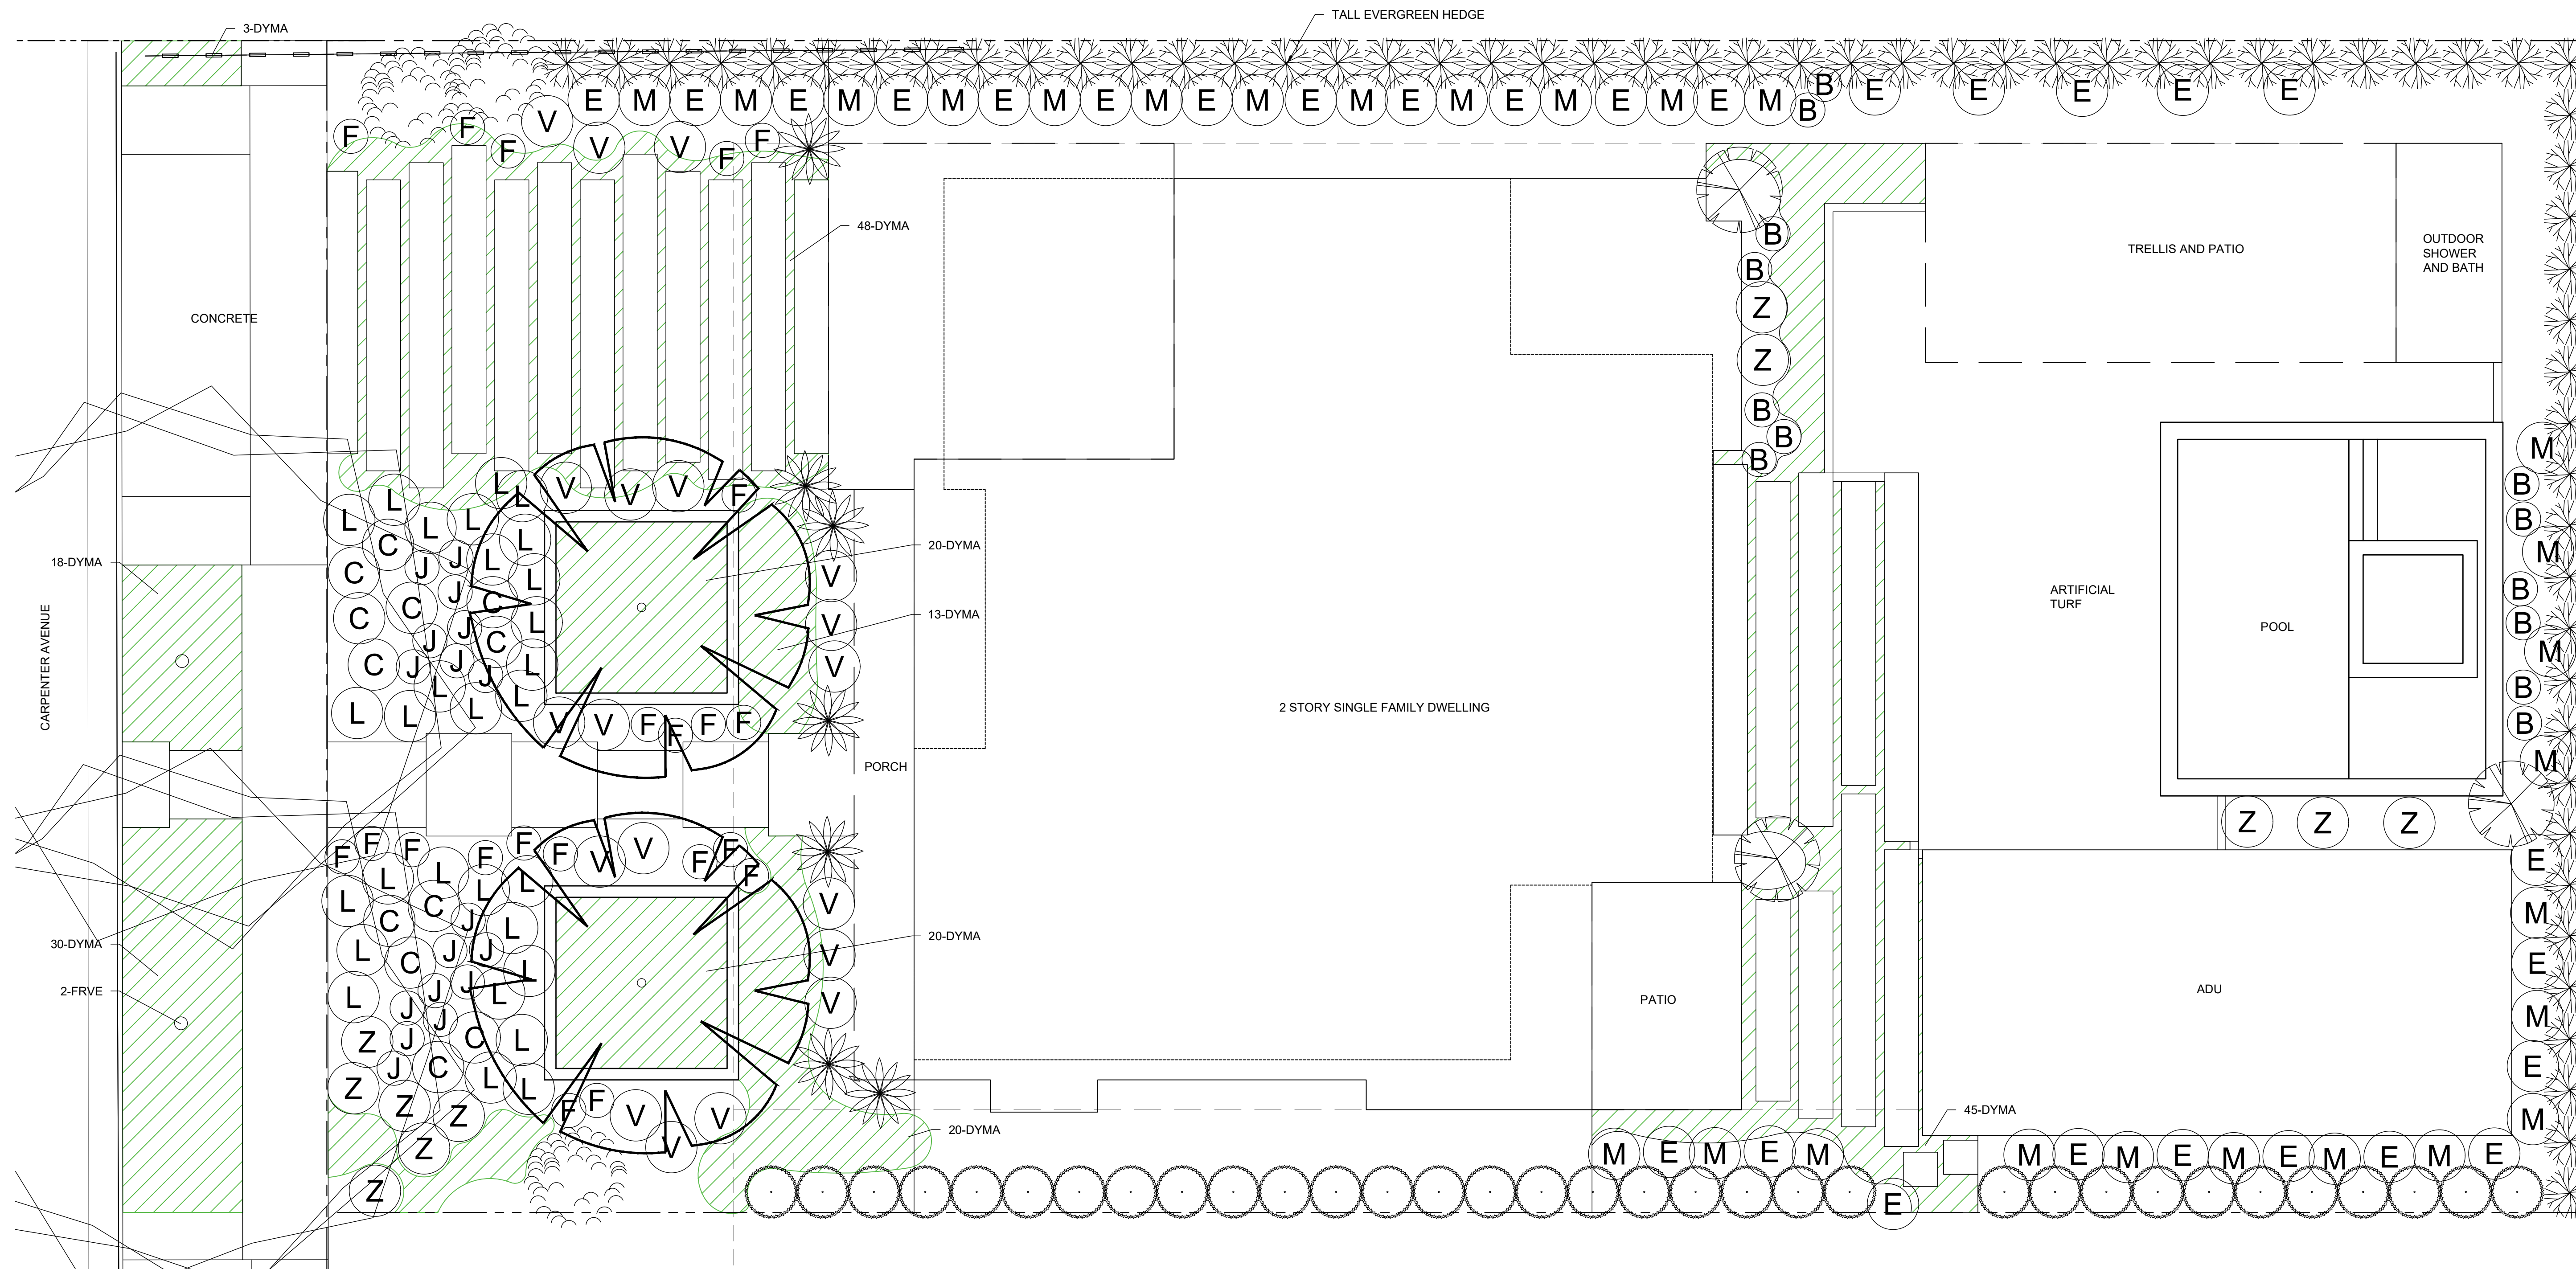 TALL EVERGREEN HEDGE
3-DYMA
E M E M E M E M E M E M E M E M E M E M E M E M B B E E E E E
F F F V V V F F
48-DYMA
CONCRETE
B
B
Z
Z
B
B
B
TRELLIS AND PATIO
OUTDOOR
SHOWER
AND BATH
L L L L L L V V V F
C J J L L
C J L
C C J C L
C J J C L
C J J J L
L L L L L
V V F F F F
V
V
V
18-DYMA
20-DYMA
13-DYMA
CARPENTER AVENUE
2 STORY SINGLE FAMILY DWELLING
ARTIFICIAL
TURF
POOL
M
B
B
M
B
B
M
B
B
M
PORCH
Z Z Z
F F F F F F V V F F F
L L L L
L C C J L
L C J J L
L J J L
J J C L
Z J C L L
Z J
Z Z
Z
Z
F F V V V
V
V
V
30-DYMA
2-FRVE
20-DYMA
20-DYMA
PATIO
ADU
E
M
E
M
E
M
45-DYMA
M E M E M
E
M E M E M E M E M E